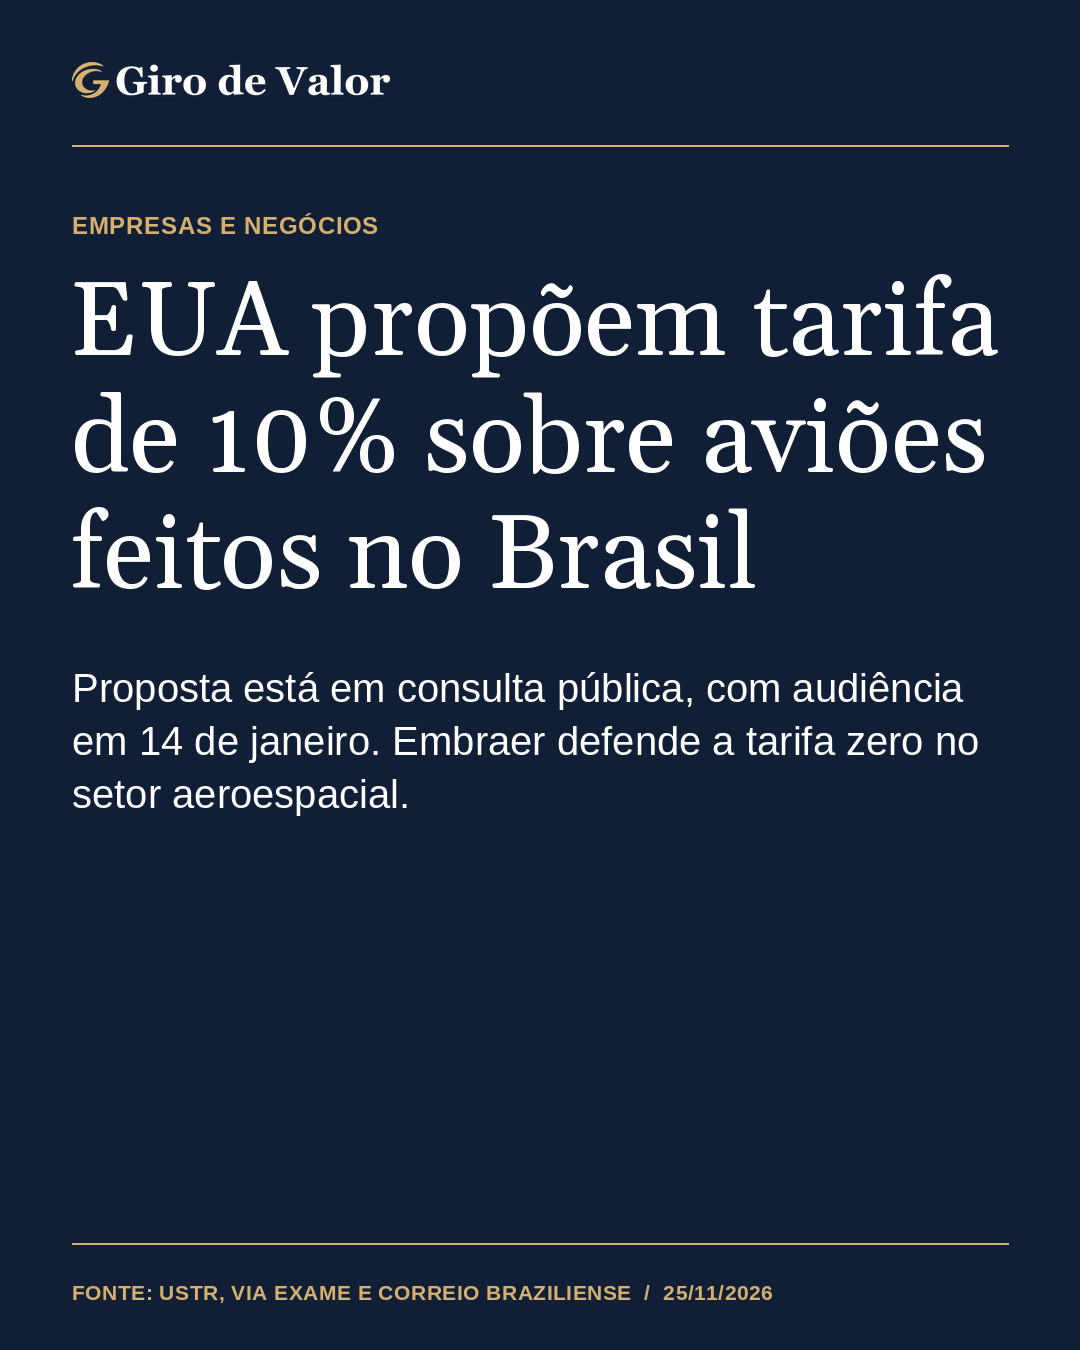 Giro de Valor
EMPRESAS E NEGÓCIOS
EUA propõem tarifa
de 10% sobre aviões
feitos no Brasil
Proposta está em consulta pública, com audiência
em 14 de janeiro. Embraer defende a tarifa zero no
setor aeroespacial.
FONTE: USTR, VIA EXAME E CORREIO BRAZILIENSE / 25/11/2026